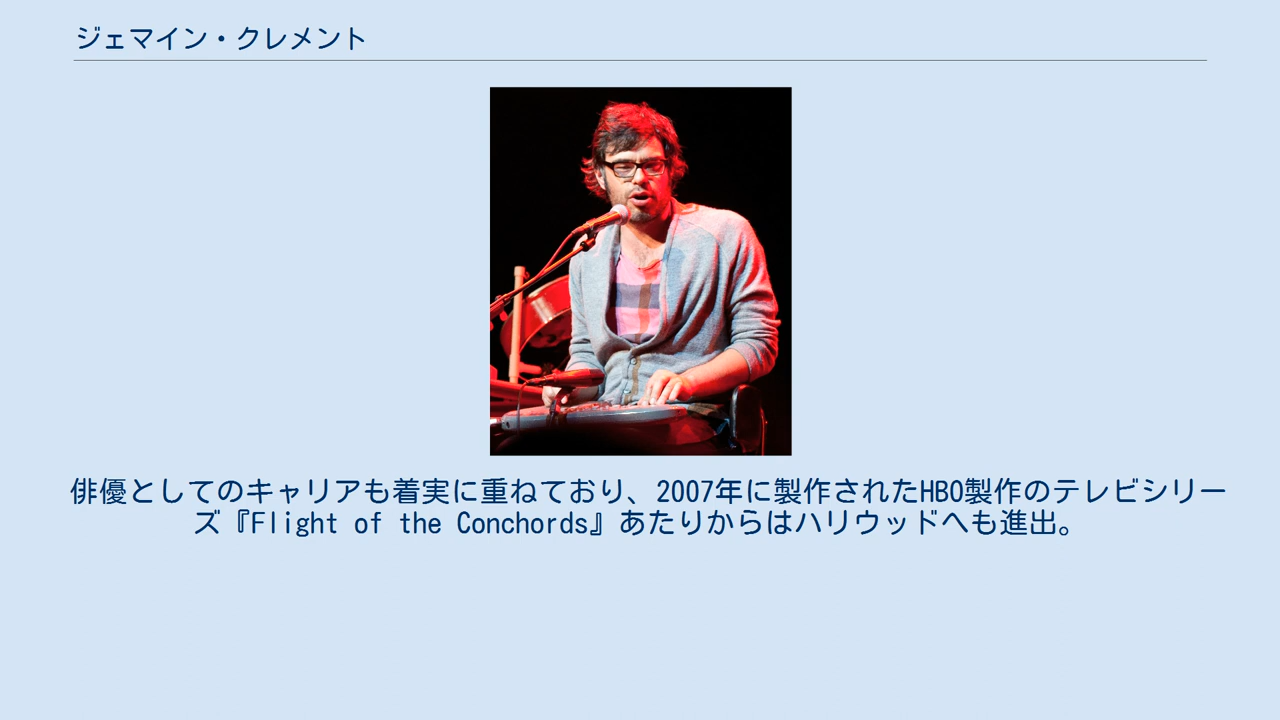 ジェマイン・クレメント
俳優としてのキャリアも着実に重ねており、2007年に製作されたHBO製作のテレビシリー
ズ『Flight of the Conchords』あたりからはハリウッドへも進出。